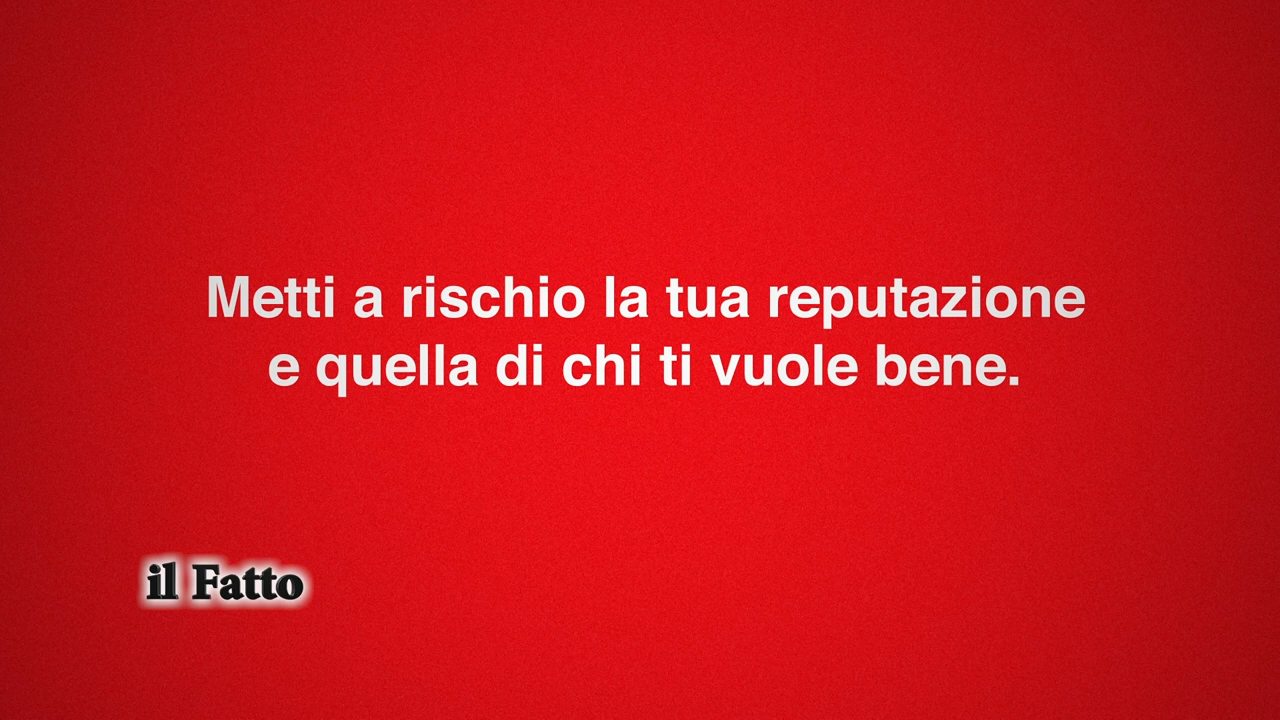 Metti a rischio la tua reputazione
e quella di chi ti vuole bene.
il Fatto